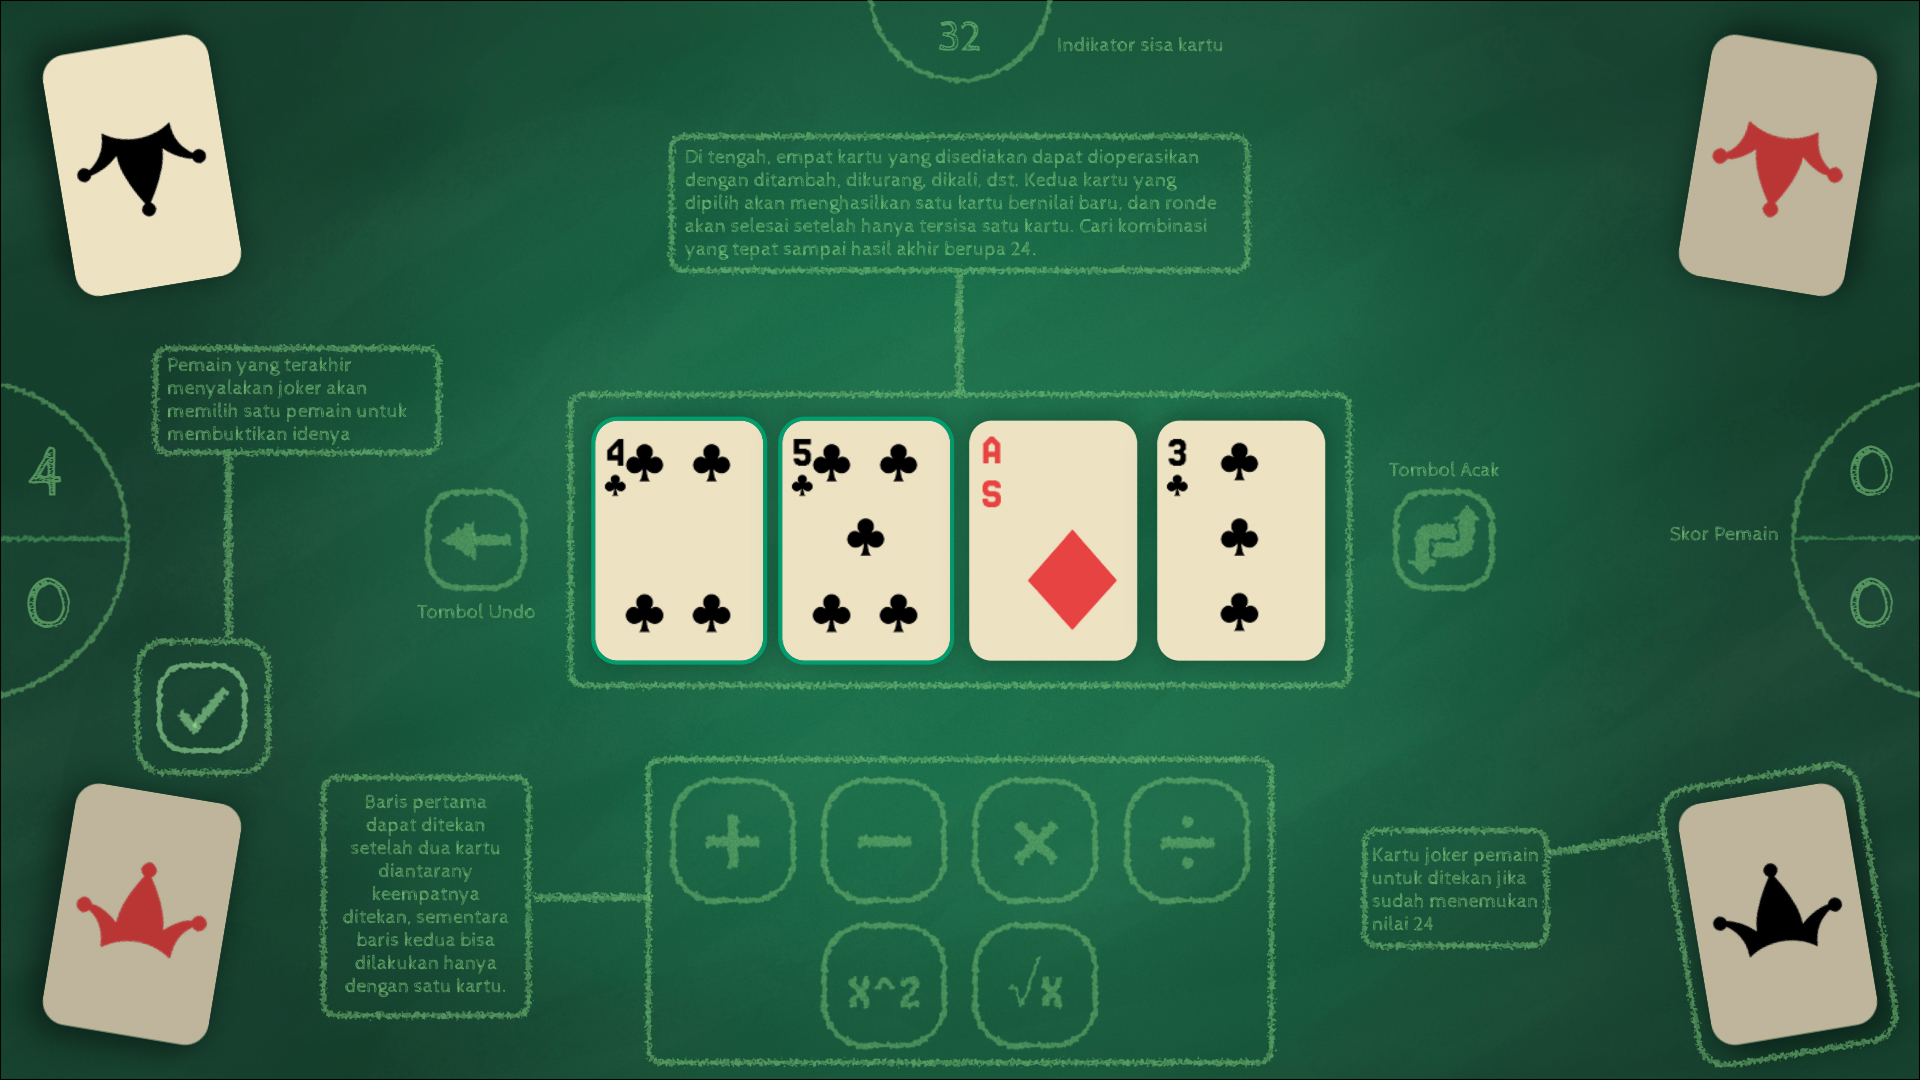 32
Indikator sisa kartu
Di tengah, empat kartu yang disediakan dapat dioperasikan
dengan ditambah, dikurang, dikali, dst. Kedua kartu yang
dipilih akan menghasilkan satu kartu bernilai baru, dan ronde
akan selesai setelah hanya tersisa satu kartu. Cari kombinasi
yang tepat sampai hasil akhir berupa 24.
Pemain yang terakhir
menyalakan joker akan
memilih satu pemain untuk
membuktikan idenya
4
0
Tombol Undo
4
5
A
S
3
Tombol Acak
Skor Pemain
0
0
Baris pertama
dapat ditekan
setelah dua kartu
diantarany
keempatnya
ditekan, sementara
baris kedua bisa
dilakukan hanya
dengan satu kartu.
+ − × ÷
x^2 √x
Kartu joker pemain
untuk ditekan jika
sudah menemukan
nilai 24